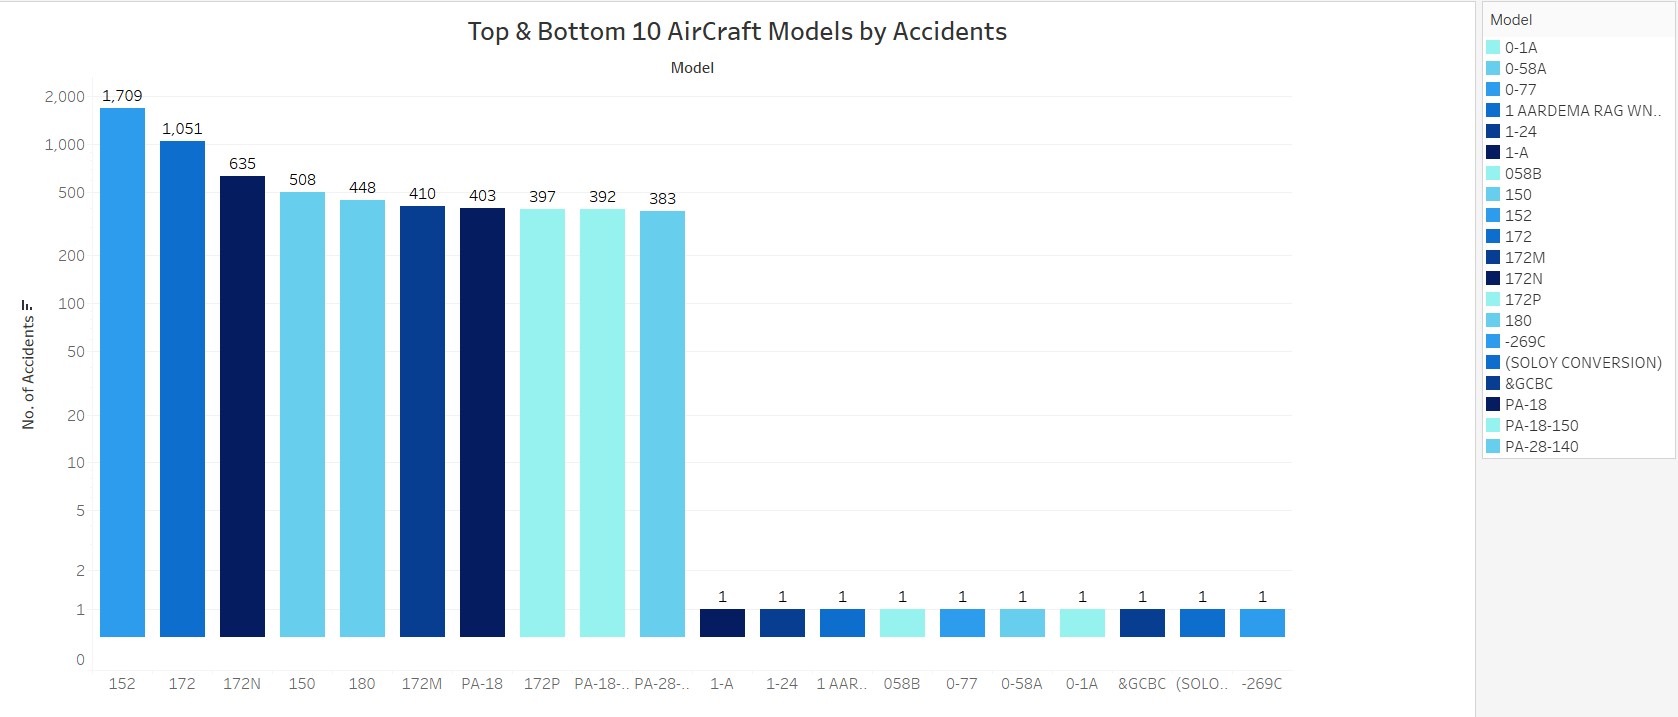 Top & Bottom 10 AirCraft Models by Accidents
Model
No. of Accidents
2,000
1,000
500
200
100
50
20
10
5
2
1
0
1,709
1,051
635
508
448
410
403
397
392
383
1
1
1
1
1
1
1
1
1
1
152
172
172N
150
180
172M
PA-18
172P
PA-18-..
PA-28-..
1-A
1-24
1 AAR..
058B
0-77
0-58A
0-1A
&GCBC
(SOLO..
-269C
Model
0-1A
0-58A
0-77
1 AARDEMA RAG WN..
1-24
1-A
058B
150
152
172
172M
172N
172P
180
-269C
(SOLOY CONVERSION)
&GCBC
PA-18
PA-18-150
PA-28-140